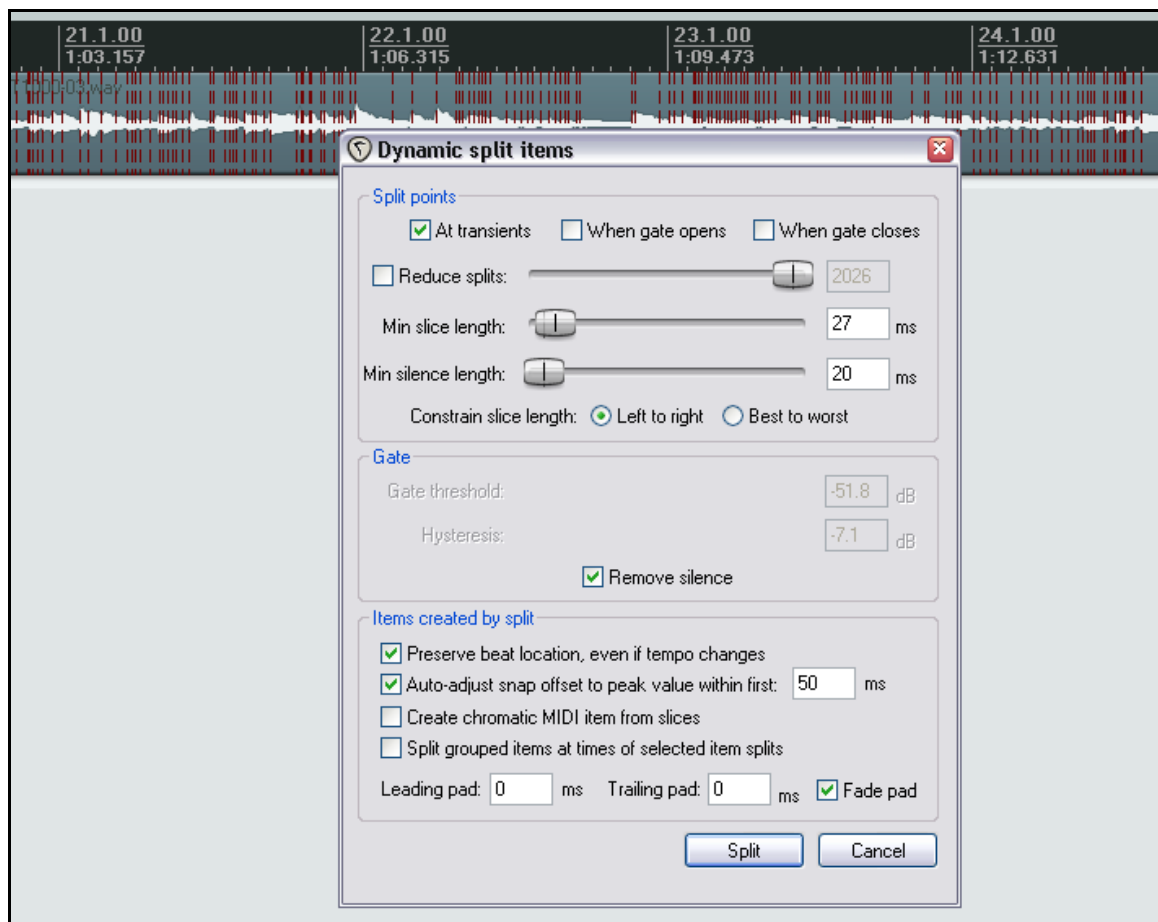 21.1.00 22.1.00 23.1.00 24.1.00
1:03.157 1:06.315 1:09.473 1:12.631
Dynamic split items
Split points
At transients When gate opens When gate closes
Reduce splits: 2026
Min slice length: 27 ms
Min silence length: 20 ms
Constrain slice length: Left to right Best to worst
Gate
Gate threshold: -51.8 dB
Hysteresis: -7.1 dB
Remove silence
Items created by split
Preserve beat location, even if tempo changes
Auto-adjust snap offset to peak value within first: 50 ms
Create chromatic MIDI item from slices
Split grouped items at times of selected item splits
Leading pad: 0 ms Trailing pad: 0 ms Fade pad
Split Cancel